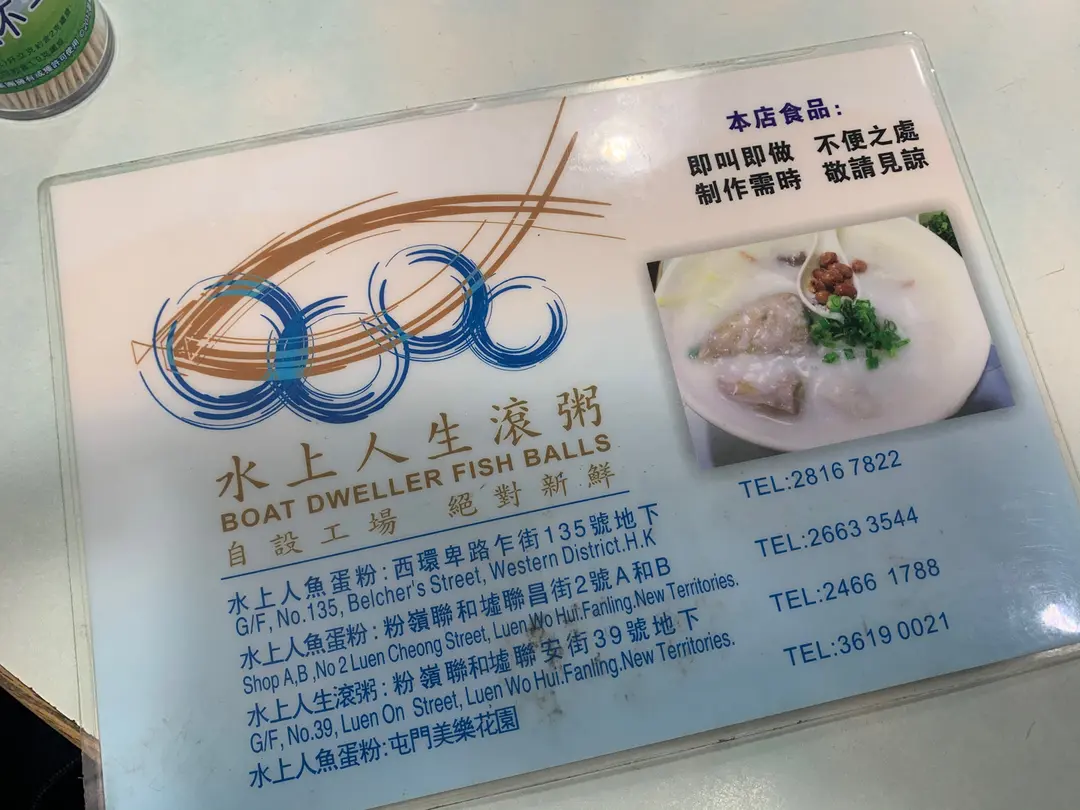 本店食品：
即叫即做 不便之處
制作需時 敬請見諒
水上人生滾粥
BOAT DWELLER FISH BALLS
自設工場 絕對新鮮
水上人魚蛋粉：西環卑路乍街135號地下
G/F, No.135, Belcher's Street, Western District.H.K
TEL:2816 7822
水上人魚蛋粉：粉嶺聯和墟聯昌街2號A和B
Shop A,B ,No 2 Luen Cheong Street, Luen Wo Hui.Fanling.New Territories.
TEL:2663 3544
水上人生滾粥：粉嶺聯和墟聯安街39號地下
G/F, No.39, Luen On Street, Luen Wo Hui.Fanling.New Territories.
TEL:2466 1788
水上人魚蛋粉:屯門美樂花園
TEL:3619 0021